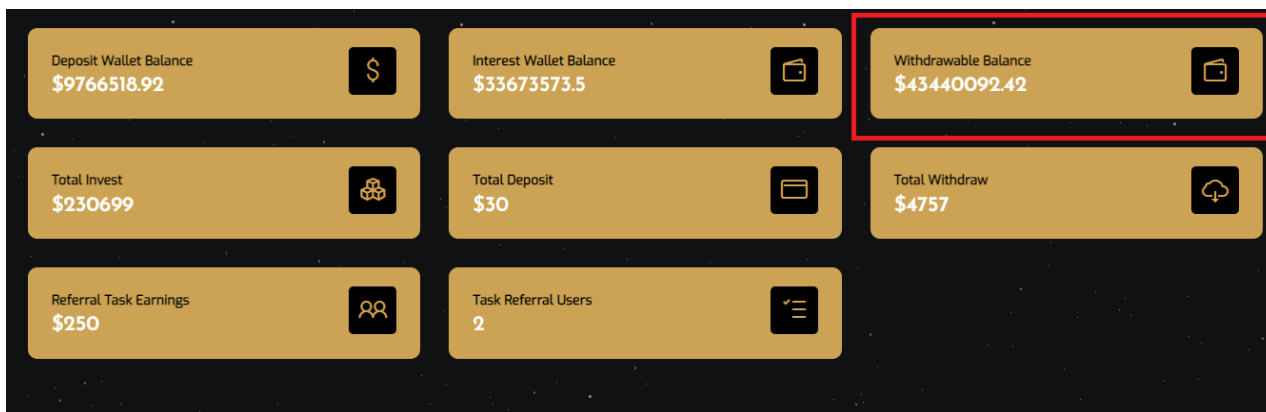 Deposit Wallet Balance
$9766518.92
Interest Wallet Balance
$33673573.5
Withdrawable Balance
$43440092.42
Total Invest
$230699
Total Deposit
$30
Total Withdraw
$4757
Referral Task Earnings
$250
Task Referral Users
2